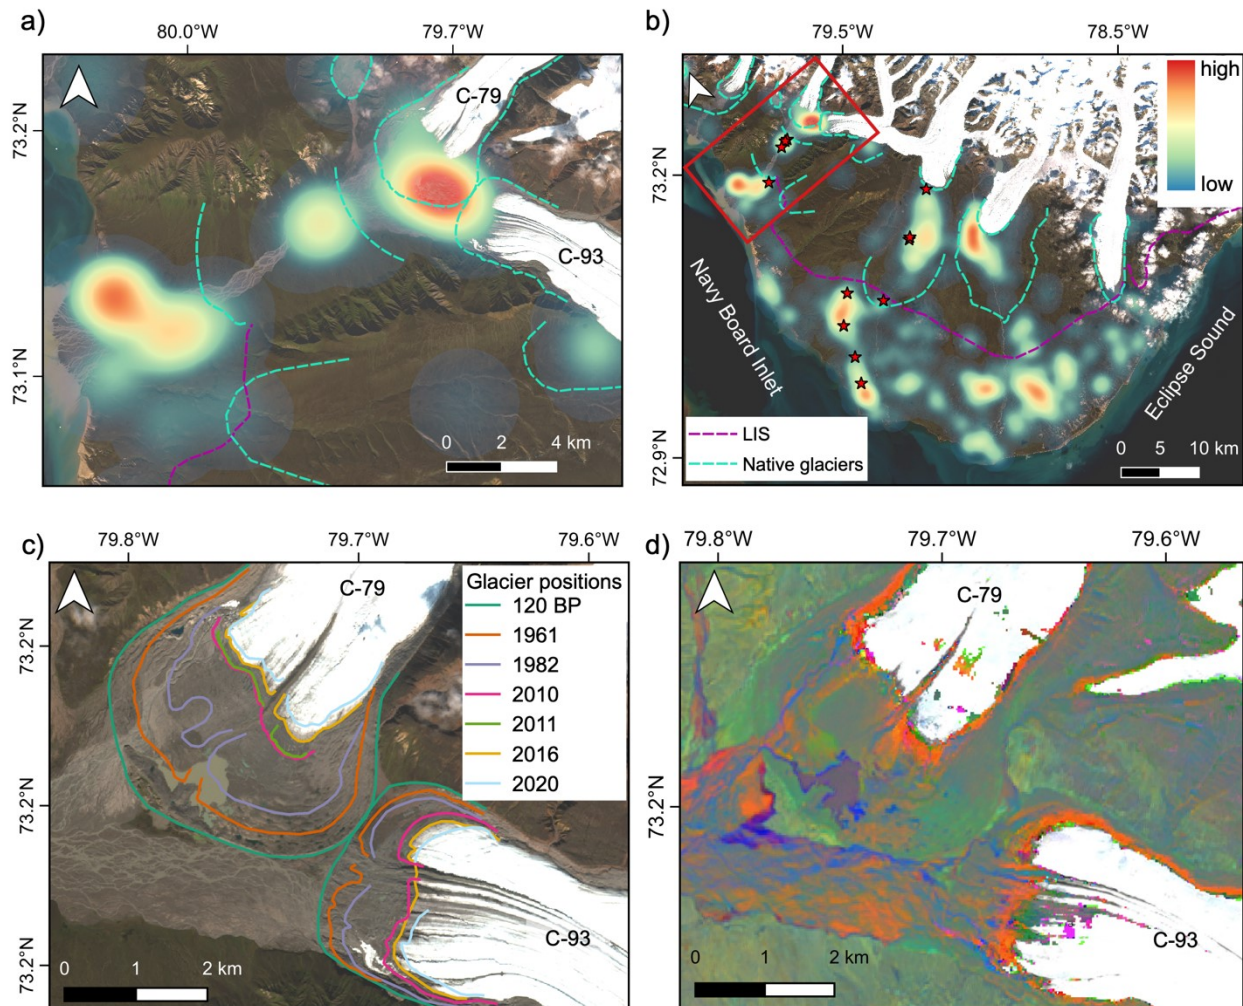 a)
80.0°W
79.7°W
73.2°N
73.1°N
C-79
C-93
0 2 4 km
b)
79.5°W
78.5°W
73.2°N
72.9°N
high
low
Navy Board Inlet
Eclipse Sound
LIS
Native glaciers
0 5 10 km
c)
79.8°W
79.7°W
79.6°W
73.2°N
73.2°N
73.2°N
C-79
Glacier positions
120 BP
1961
1982
2010
2011
2016
2020
C-93
0 1 2 km
d)
79.8°W
79.7°W
79.6°W
73.2°N
C-79
C-93
0 1 2 km